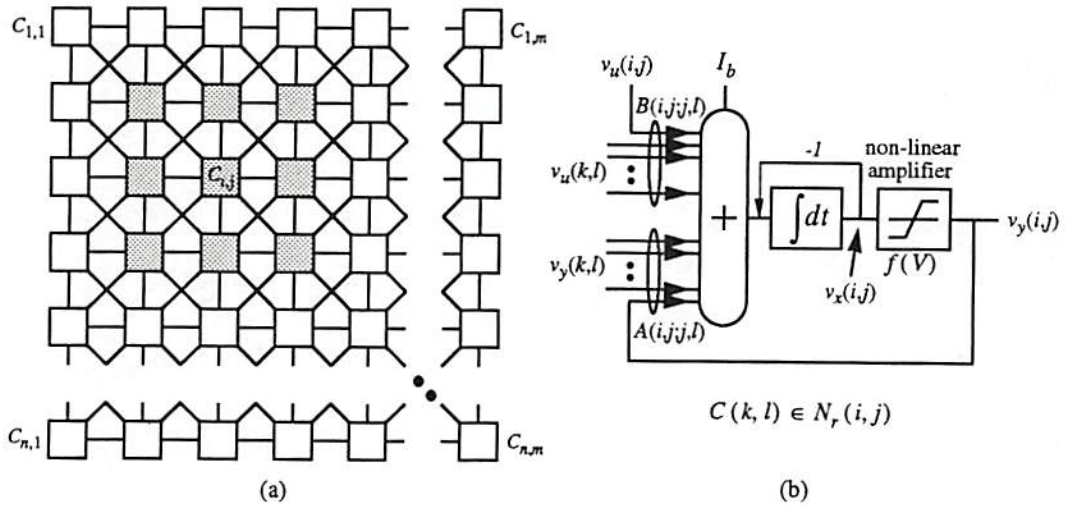 C1,1
C1,m
Ci,j
Cn,1
Cn,m
(a)
vu(i,j)
Ib
B(i,j;j,l)
vu(k,l)
-1
non-linear
amplifier
+
∫dt
vy(i,j)
f(V)
vy(k,l)
vx(i,j)
A(i,j;j,l)
C(k, l) ∈ Nr(i, j)
(b)